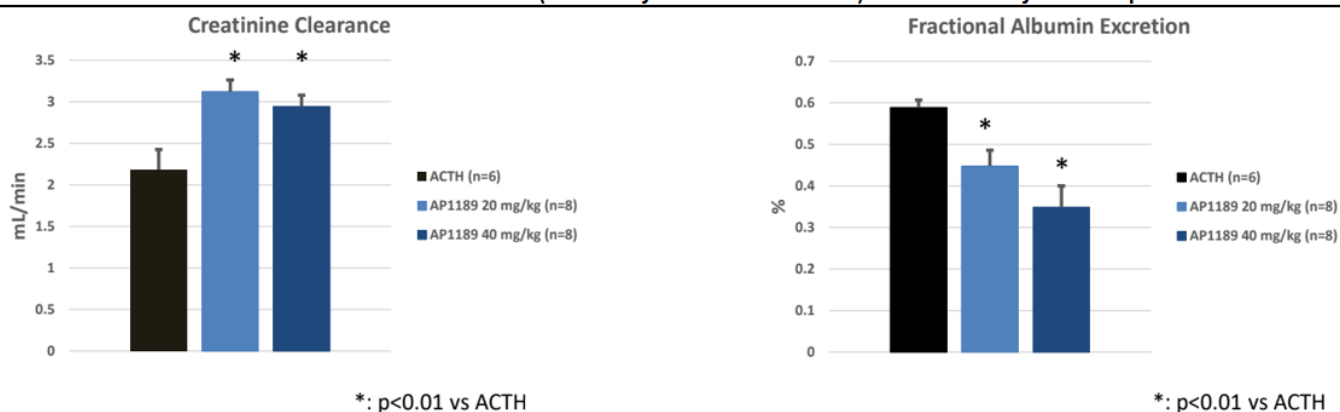 Creatinine Clearance
3.5
3
2.5
2
1.5
1
0.5
0
mL/min
*
*
ACTH (n=6)
AP1189 20 mg/kg (n=8)
AP1189 40 mg/kg (n=8)
*: p<0.01 vs ACTH
Fractional Albumin Excretion
0.7
0.6
0.5
0.4
0.3
0.2
0.1
0
%
*
*
ACTH (n=6)
AP1189 20 mg/kg (n=8)
AP1189 40 mg/kg (n=8)
*: p<0.01 vs ACTH